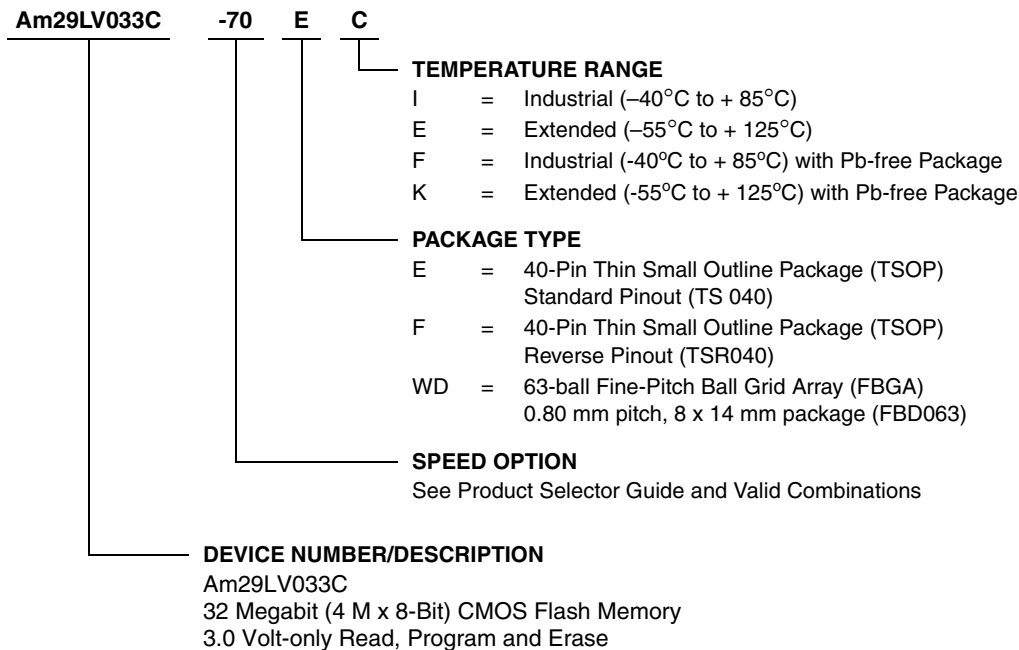 Am29LV033C -70 E C
TEMPERATURE RANGE
I = Industrial (–40°C to + 85°C)
E = Extended (–55°C to + 125°C)
F = Industrial (-40°C to + 85°C) with Pb-free Package
K = Extended (-55°C to + 125°C) with Pb-free Package
PACKAGE TYPE
E = 40-Pin Thin Small Outline Package (TSOP)
Standard Pinout (TS 040)
F = 40-Pin Thin Small Outline Package (TSOP)
Reverse Pinout (TSR040)
WD = 63-ball Fine-Pitch Ball Grid Array (FBGA)
0.80 mm pitch, 8 x 14 mm package (FBD063)
SPEED OPTION
See Product Selector Guide and Valid Combinations
DEVICE NUMBER/DESCRIPTION
Am29LV033C
32 Megabit (4 M x 8-Bit) CMOS Flash Memory
3.0 Volt-only Read, Program and Erase